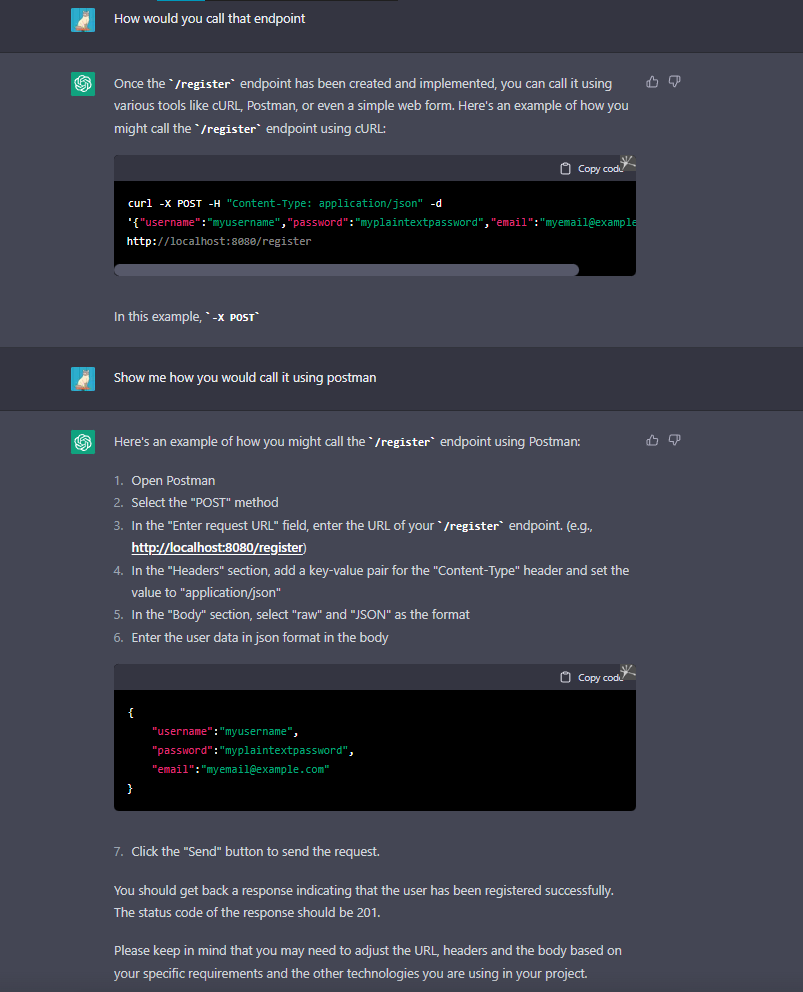 How would you call that endpoint
Once the `/register` endpoint has been created and implemented, you can call it using
various tools like cURL, Postman, or even a simple web form. Here's an example of how you
might call the `/register` endpoint using cURL:
Copy code
curl -X POST -H "Content-Type: application/json" -d
'{"username":"myusername","password":"myplaintextpassword","email":"myemail@example
http://localhost:8080/register
In this example, `-X POST`
Show me how you would call it using postman
Here's an example of how you might call the `/register` endpoint using Postman:
1. Open Postman
2. Select the "POST" method
3. In the "Enter request URL" field, enter the URL of your `/register` endpoint. (e.g.,
http://localhost:8080/register)
4. In the "Headers" section, add a key-value pair for the "Content-Type" header and set the
value to "application/json"
5. In the "Body" section, select "raw" and "JSON" as the format
6. Enter the user data in json format in the body
Copy code
{
"username":"myusername",
"password":"myplaintextpassword",
"email":"myemail@example.com"
}
7. Click the "Send" button to send the request.
You should get back a response indicating that the user has been registered successfully.
The status code of the response should be 201.
Please keep in mind that you may need to adjust the URL, headers and the body based on
your specific requirements and the other technologies you are using in your project.